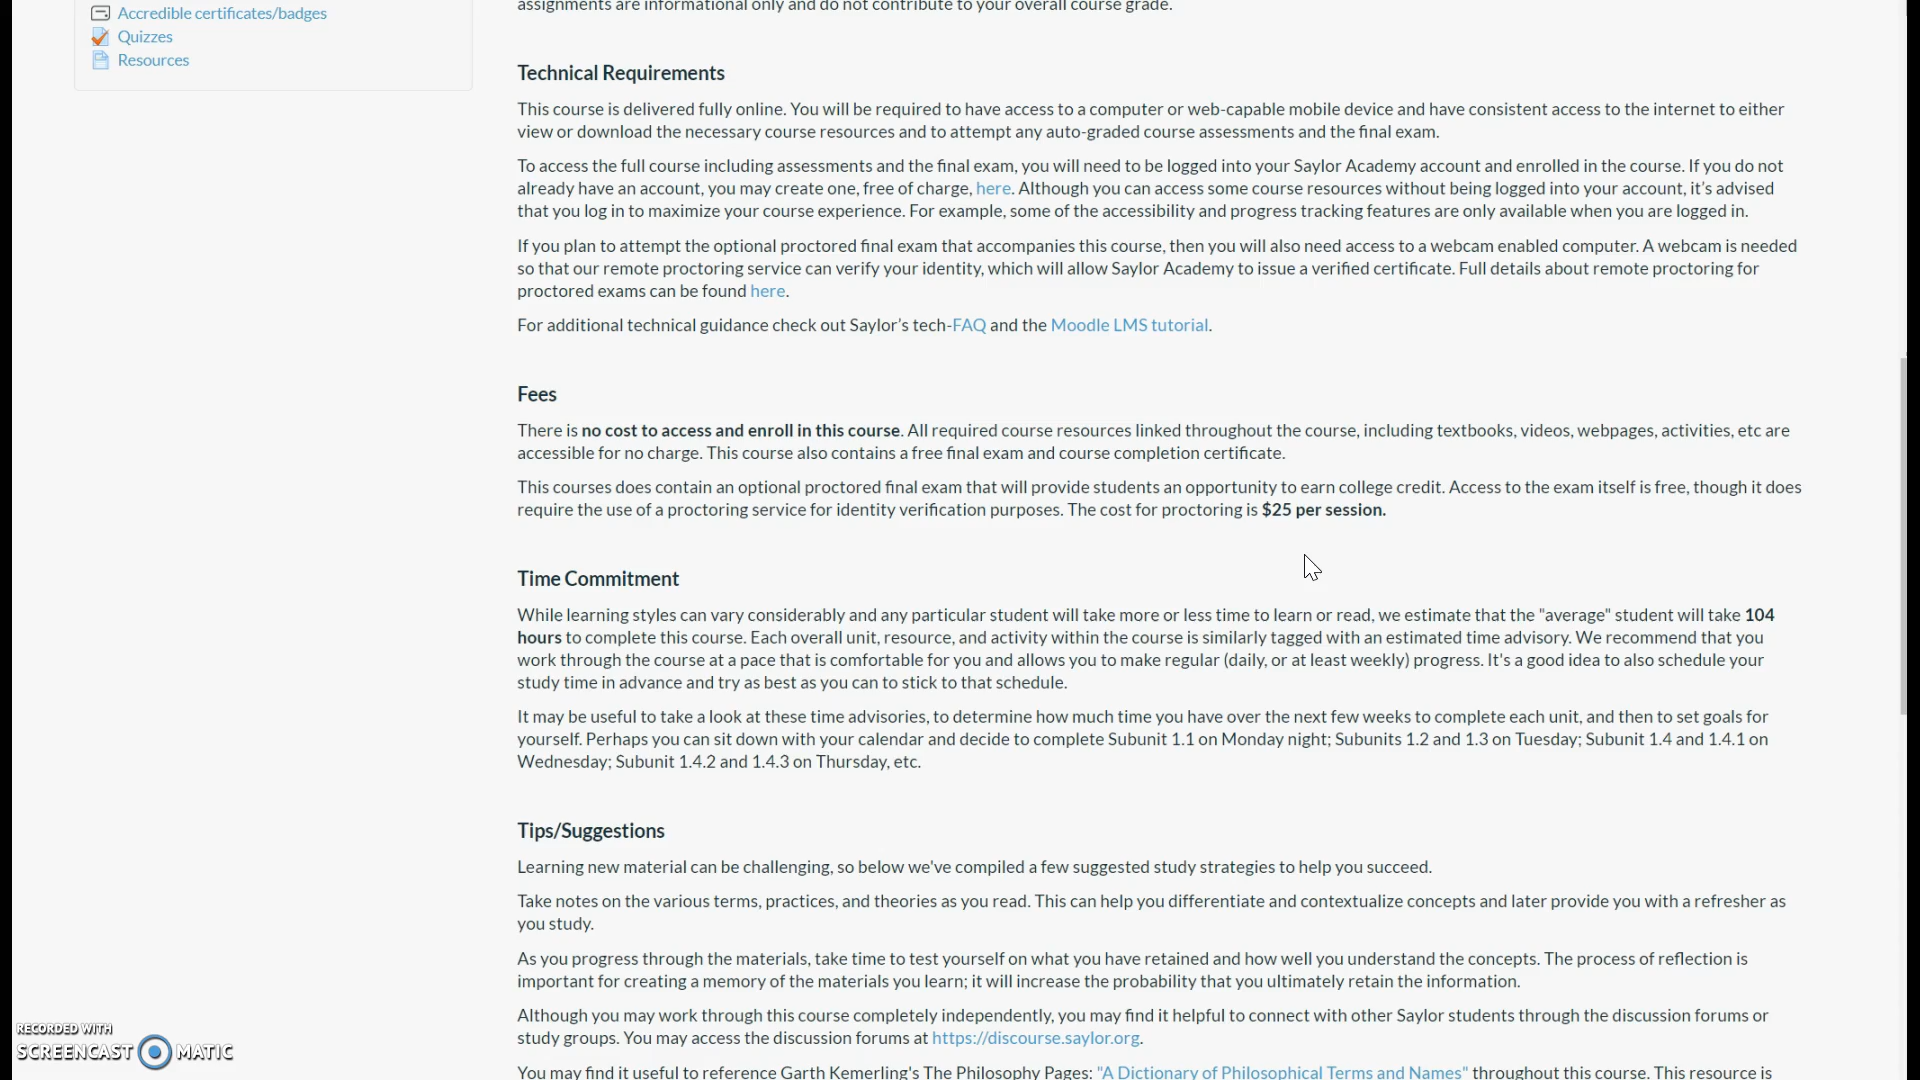 Accredible certificates/badges
Quizzes
Resources
assignments are informational only and do not contribute to your overall course grade.
Technical Requirements
This course is delivered fully online. You will be required to have access to a computer or web-capable mobile device and have consistent access to the internet to either
view or download the necessary course resources and to attempt any auto-graded course assessments and the final exam.
To access the full course including assessments and the final exam, you will need to be logged into your Saylor Academy account and enrolled in the course. If you do not
already have an account, you may create one, free of charge, here. Although you can access some course resources without being logged into your account, it's advised
that you log in to maximize your course experience. For example, some of the accessibility and progress tracking features are only available when you are logged in.
If you plan to attempt the optional proctored final exam that accompanies this course, then you will also need access to a webcam enabled computer. A webcam is needed
so that our remote proctoring service can verify your identity, which will allow Saylor Academy to issue a verified certificate. Full details about remote proctoring for
proctored exams can be found here.
For additional technical guidance check out Saylor's tech-FAQ and the Moodle LMS tutorial.
Fees
There is no cost to access and enroll in this course. All required course resources linked throughout the course, including textbooks, videos, webpages, activities, etc are
accessible for no charge. This course also contains a free final exam and course completion certificate.
This courses does contain an optional proctored final exam that will provide students an opportunity to earn college credit. Access to the exam itself is free, though it does
require the use of a proctoring service for identity verification purposes. The cost for proctoring is $25 per session.
Time Commitment
While learning styles can vary considerably and any particular student will take more or less time to learn or read, we estimate that the "average" student will take 104
hours to complete this course. Each overall unit, resource, and activity within the course is similarly tagged with an estimated time advisory. We recommend that you
work through the course at a pace that is comfortable for you and allows you to make regular (daily, or at least weekly) progress. It's a good idea to also schedule your
study time in advance and try as best as you can to stick to that schedule.
It may be useful to take a look at these time advisories, to determine how much time you have over the next few weeks to complete each unit, and then to set goals for
yourself. Perhaps you can sit down with your calendar and decide to complete Subunit 1.1 on Monday night; Subunits 1.2 and 1.3 on Tuesday; Subunit 1.4 and 1.4.1 on
Wednesday; Subunit 1.4.2 and 1.4.3 on Thursday, etc.
Tips/Suggestions
Learning new material can be challenging, so below we've compiled a few suggested study strategies to help you succeed.
Take notes on the various terms, practices, and theories as you read. This can help you differentiate and contextualize concepts and later provide you with a refresher as
you study.
As you progress through the materials, take time to test yourself on what you have retained and how well you understand the concepts. The process of reflection is
important for creating a memory of the materials you learn; it will increase the probability that you ultimately retain the information.
Although you may work through this course completely independently, you may find it helpful to connect with other Saylor students through the discussion forums or
study groups. You may access the discussion forums at https://discourse.saylor.org.
You may find it useful to reference Garth Kemerling's The Philosophy Pages: "A Dictionary of Philosophical Terms and Names" throughout this course. This resource is
RECORDED WITH
SCREENCAST MATIC